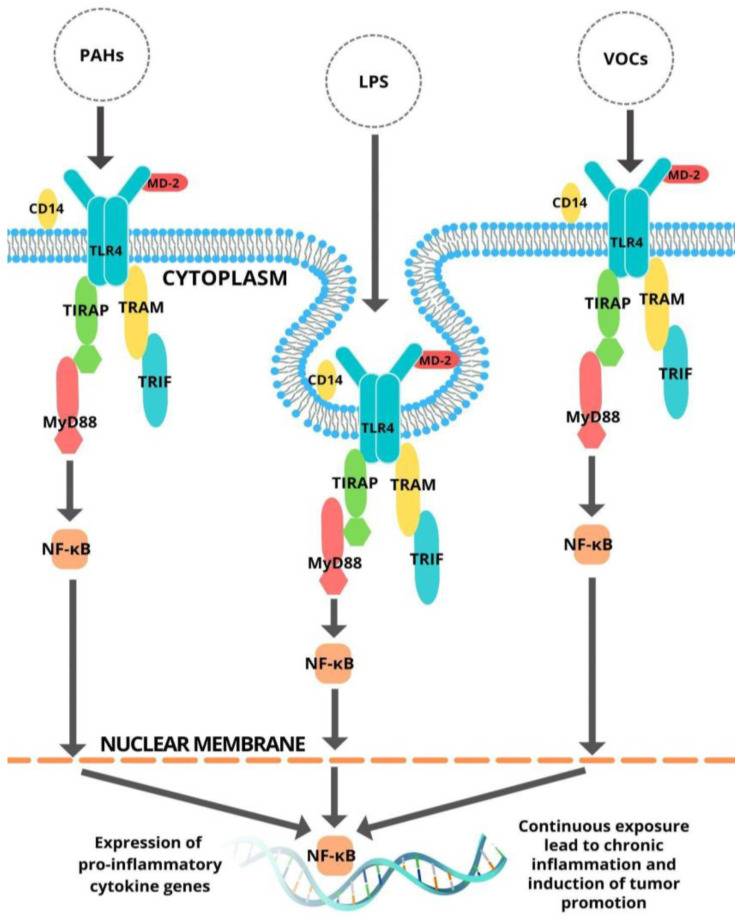 PAHs
LPS
VOCs
MD-2
CD14
TLR4
MD-2
CD14
TLR4
CYTOPLASM
TIRAP
TRAM
TRIF
MyD88
TIRAP
TRAM
TRIF
MyD88
MD-2
CD14
TLR4
TIRAP
TRAM
MyD88
TRIF
NF-κB
NF-κB
NF-κB
NUCLEAR MEMBRANE
Expression of
pro-inflammatory
cytokine genes
NF-κB
Continuous exposure
lead to chronic
inflammation and
induction of tumor
promotion